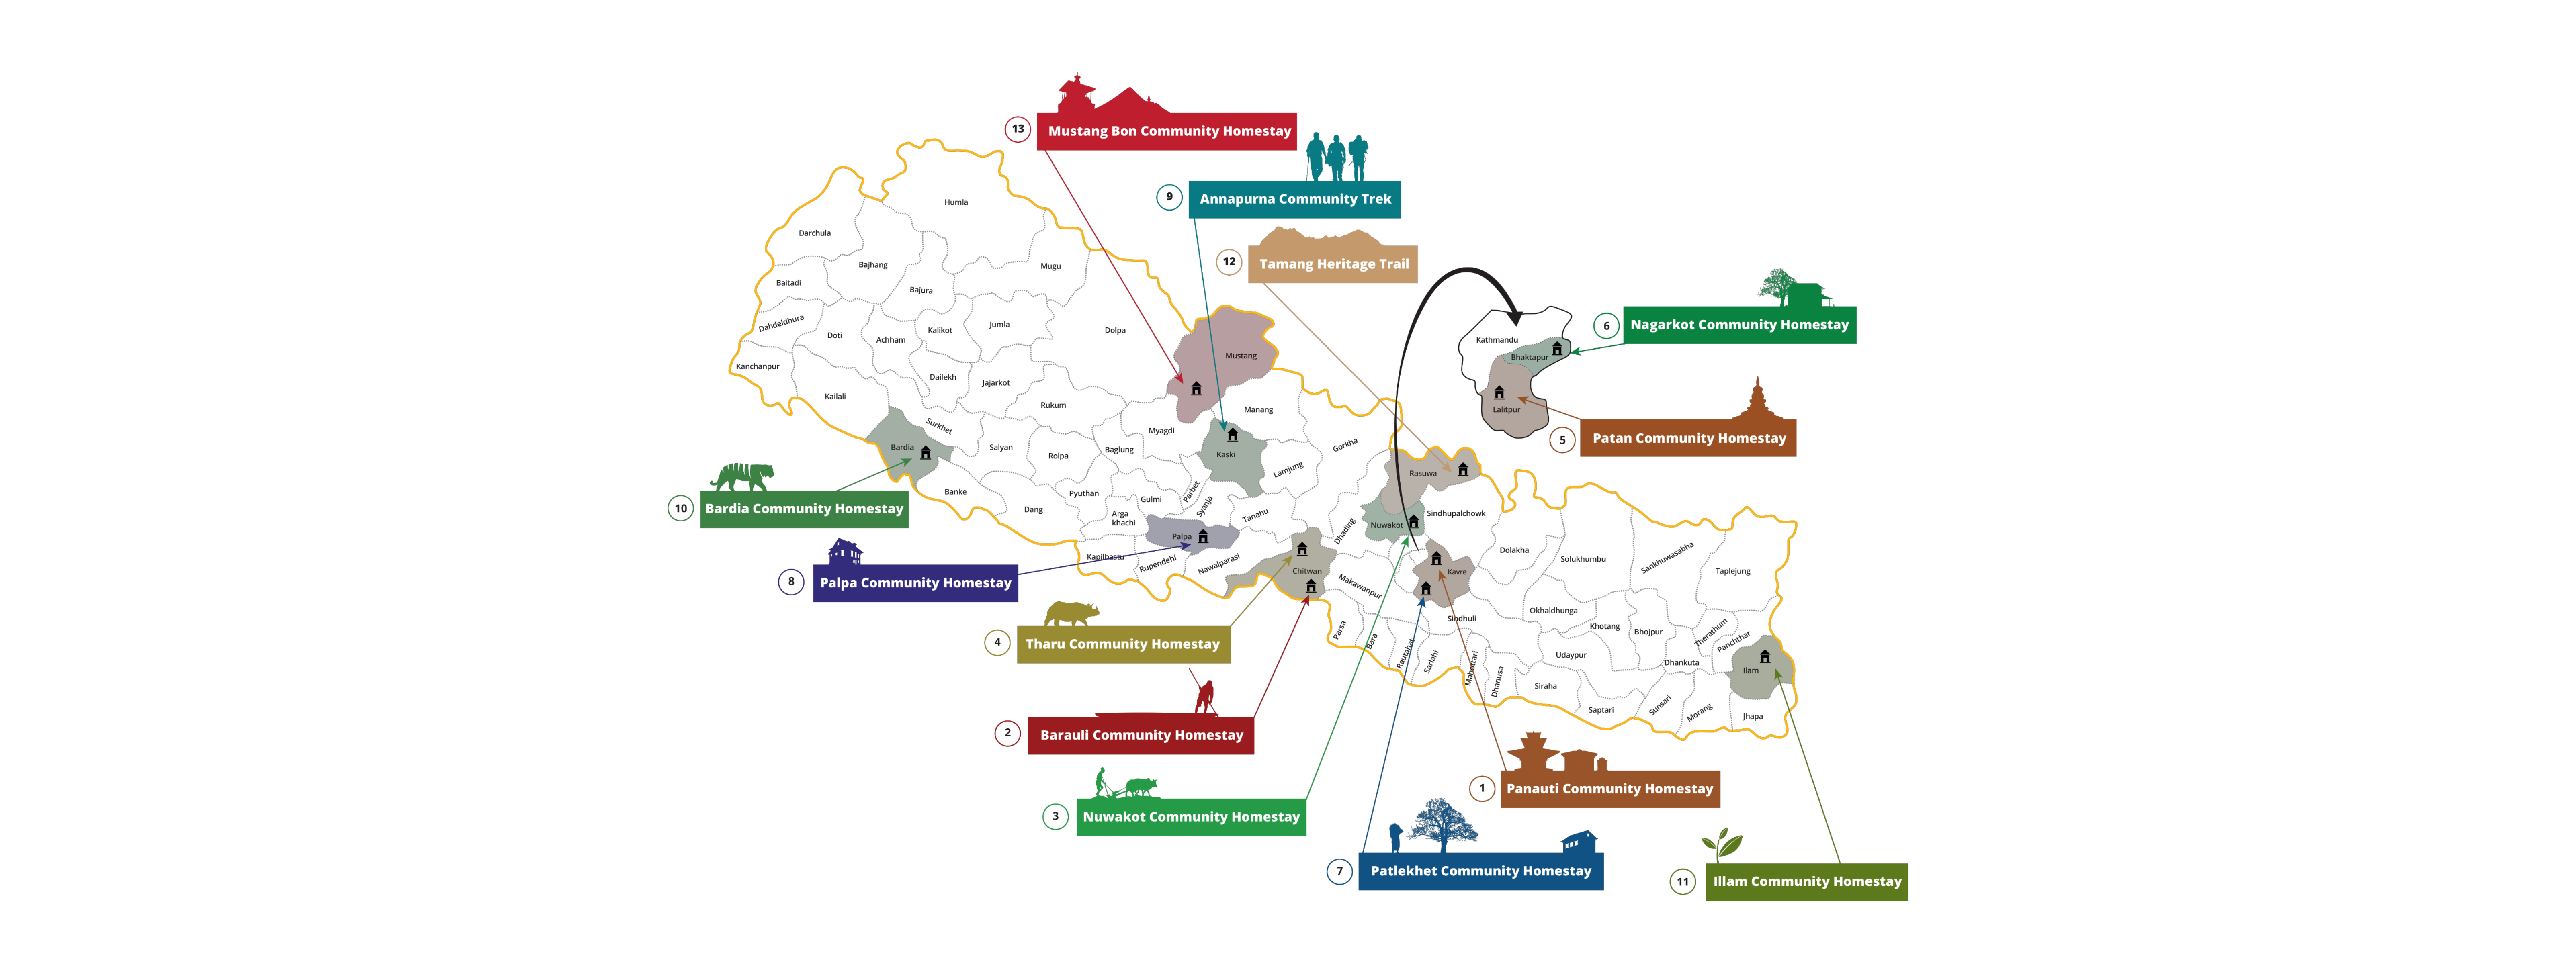 13
Mustang Bon Community Homestay
9
Annapurna Community Trek
12
Tamang Heritage Trail
6
Nagarkot Community Homestay
5
Patan Community Homestay
Kathmandu
Bhaktapur
Lalitpur
Humla
Darchula
Bajhang
Mugu
Baitadi
Bajura
Dahdeldhura
Doti
Achham
Kalikot
Jumla
Dolpa
Mustang
Kanchanpur
Dailekh
Jajarkot
Kailali
Rukum
Manang
Surkhet
Myagdi
Bardia
Salyan
Rolpa
Baglung
Kaski
Gorkha
Lamjung
Rasuwa
Banke
Dang
Pyuthan
Gulmi
Parbet
Syanja
Arga
khachi
Tanahu
Dhading
Nuwakot
Sindhupalchowk
Palpa
Kapilbastu
Rupendehi
Nawalparasi
Chitwan
Makawanpur
Kavre
Dolakha
Solukhumbu
Sankhuwasabha
Taplejung
Parsa
Bara
Rautahat
Sarlahi
Sindhuli
Mahottari
Dhanusa
Okhaldhunga
Khotang
Bhojpur
Therathum
Panchthar
Udaypur
Dhankuta
Ilam
Siraha
Saptari
Sunsari
Morang
Jhapa
10
Bardia Community Homestay
8
Palpa Community Homestay
4
Tharu Community Homestay
2
Barauli Community Homestay
3
Nuwakot Community Homestay
1
Panauti Community Homestay
7
Patlekhet Community Homestay
11
Illam Community Homestay